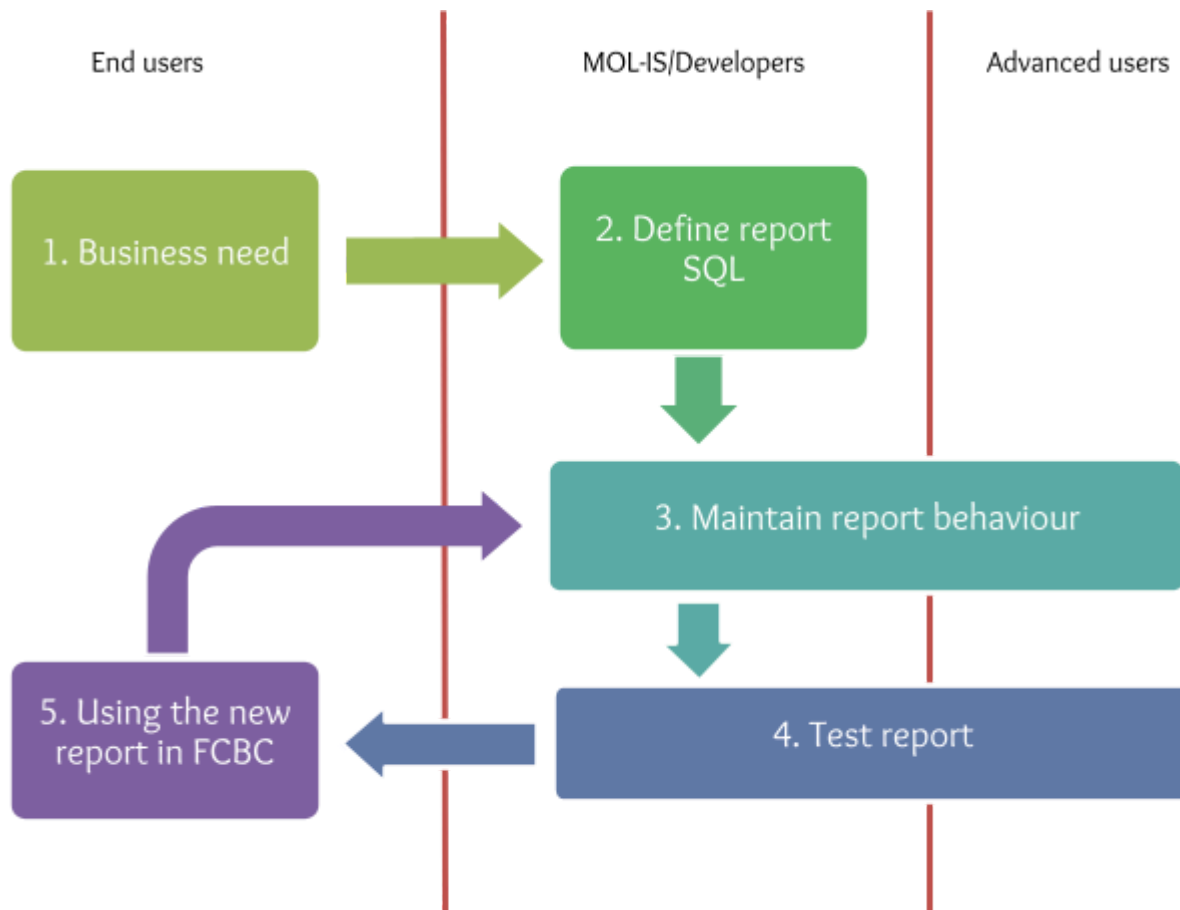 End users
MOL-IS/Developers
Advanced users
1. Business need
2. Define report
SQL
3. Maintain report behaviour
4. Test report
5. Using the new
report in FCBC